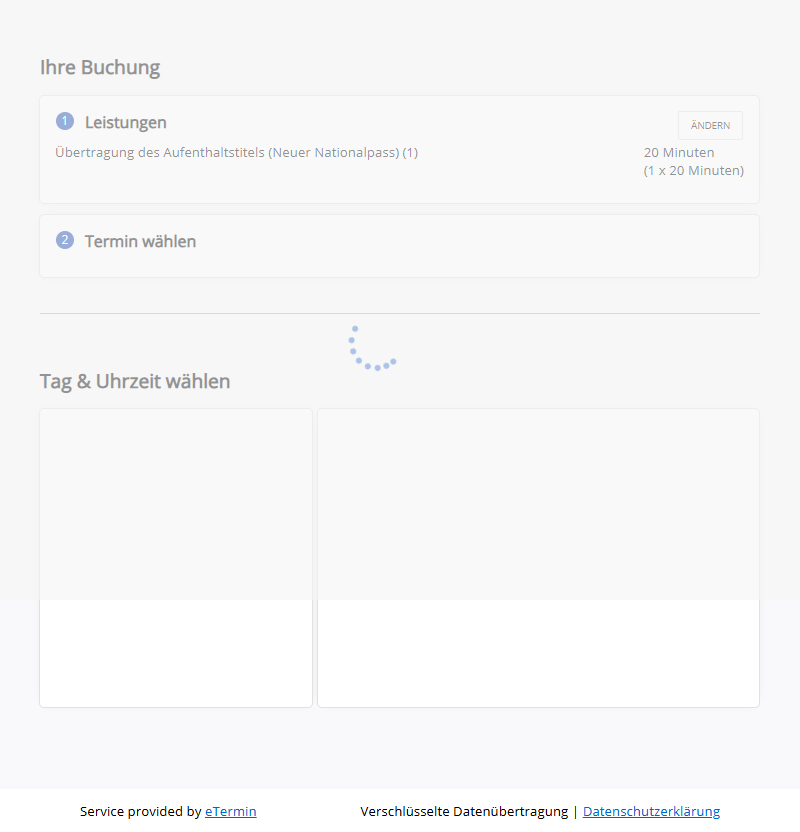 Ihre Buchung
1 Leistungen
ÄNDERN
Übertragung des Aufenthaltstitels (Neuer Nationalpass) (1)
20 Minuten
(1 x 20 Minuten)
2 Termin wählen
Tag & Uhrzeit wählen
Service provided by eTermin
Verschlüsselte Datenübertragung | Datenschutzerklärung